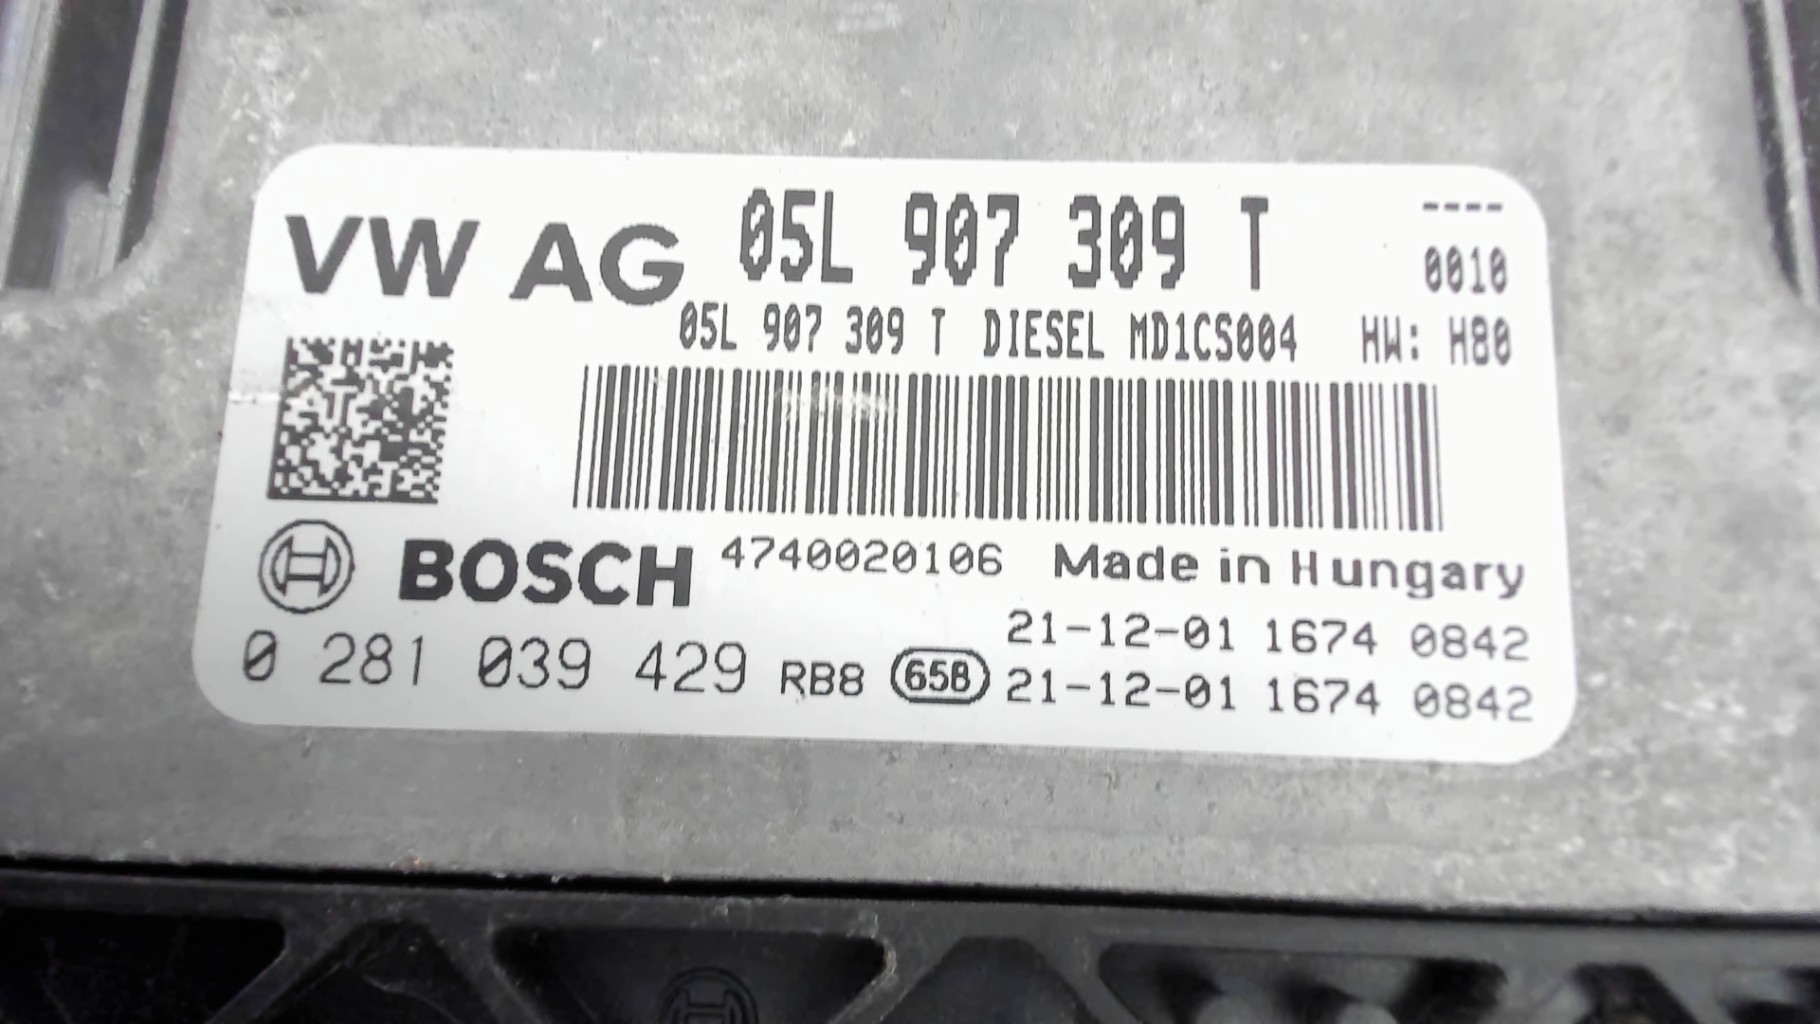 VW AG 05L 907 309 T ----
0010
05L 907 309 T DIESEL MD1CS004 HW: H80
BOSCH 4740020106 Made in Hungary
21-12-01 1674 0842
0 281 039 429 RB8 658 21-12-01 1674 0842